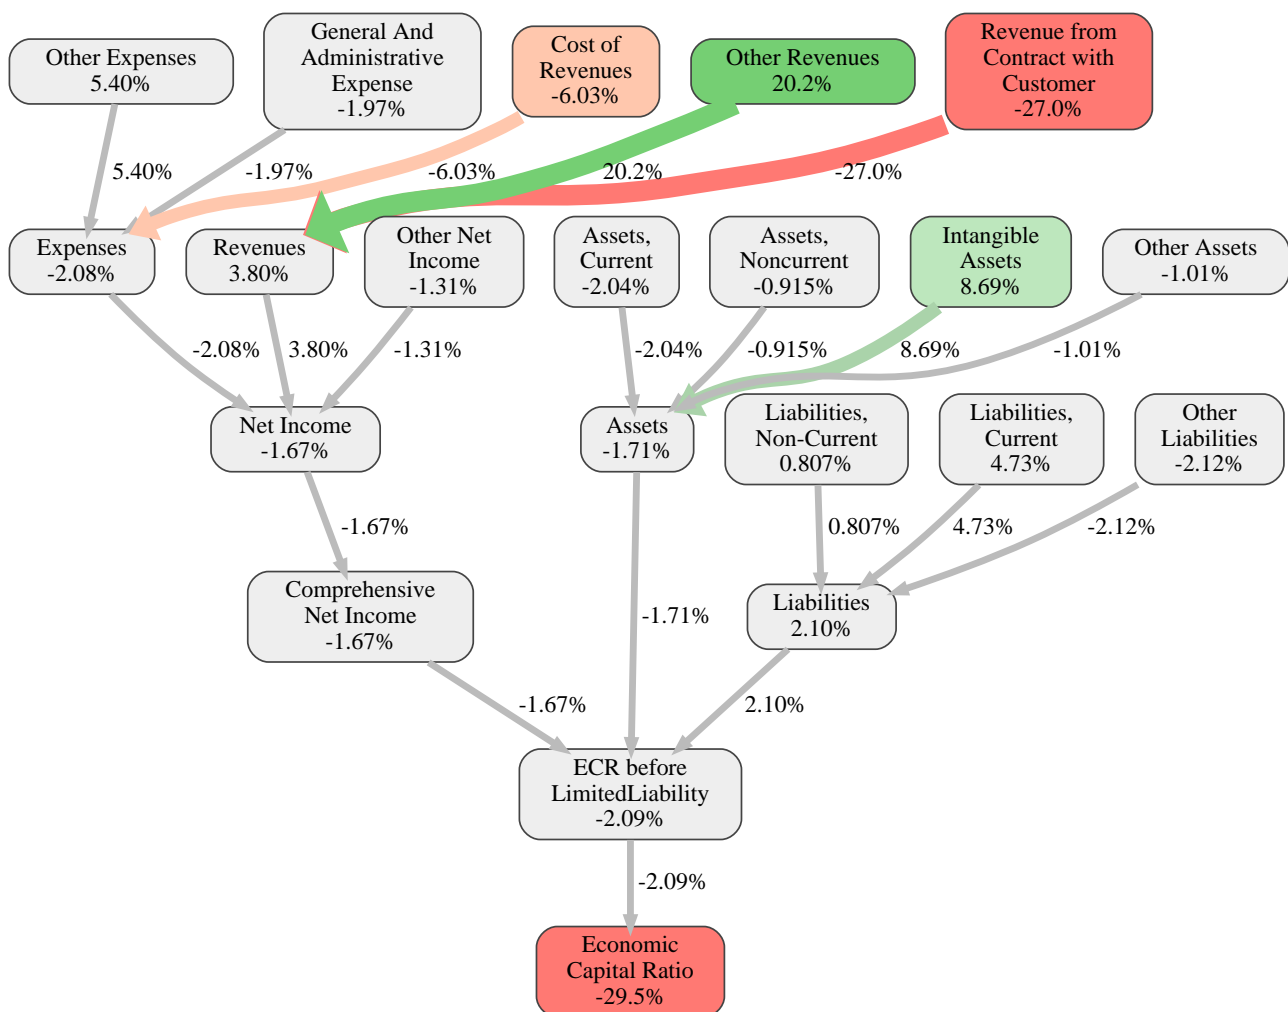 Other Expenses
5.40%
General And
Administrative
Expense
-1.97%
Cost of
Revenues
-6.03%
Other Revenues
20.2%
Revenue from
Contract with
Customer
-27.0%
5.40%
-1.97%
-6.03%
20.2%
-27.0%
Expenses
-2.08%
Revenues
3.80%
Other Net
Income
-1.31%
Assets,
Current
-2.04%
Assets,
Noncurrent
-0.915%
Intangible
Assets
8.69%
Other Assets
-1.01%
-2.08%
3.80%
-1.31%
-2.04%
-0.915%
8.69%
-1.01%
Net Income
-1.67%
Assets
-1.71%
Liabilities,
Non-Current
0.807%
Liabilities,
Current
4.73%
Other
Liabilities
-2.12%
-1.67%
0.807%
4.73%
-2.12%
Comprehensive
Net Income
-1.67%
-1.71%
Liabilities
2.10%
-1.67%
2.10%
ECR before
LimitedLiability
-2.09%
-2.09%
Economic
Capital Ratio
-29.5%